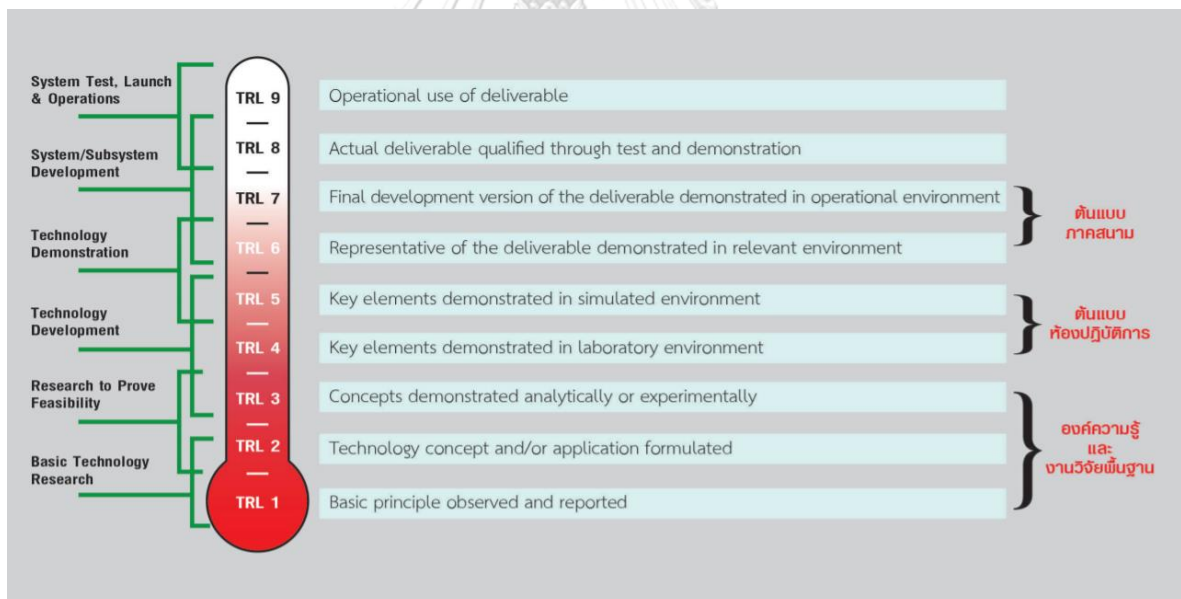 System Test, Launch
& Operations
System/Subsystem
Development
Technology
Demonstration
Technology
Development
Research to Prove
Feasibility
Basic Technology
Research
TRL 9
TRL 8
TRL 7
TRL 6
TRL 5
TRL 4
TRL 3
TRL 2
TRL 1
Operational use of deliverable
Actual deliverable qualified through test and demonstration
Final development version of the deliverable demonstrated in operational environment
Representative of the deliverable demonstrated in relevant environment
Key elements demonstrated in simulated environment
Key elements demonstrated in laboratory environment
Concepts demonstrated analytically or experimentally
Technology concept and/or application formulated
Basic principle observed and reported
ต้นแบบ
ภาคสนาม
ต้นแบบ
ห้องปฏิบัติการ
องค์ความรู้
และ
งานวิจัยพื้นฐาน